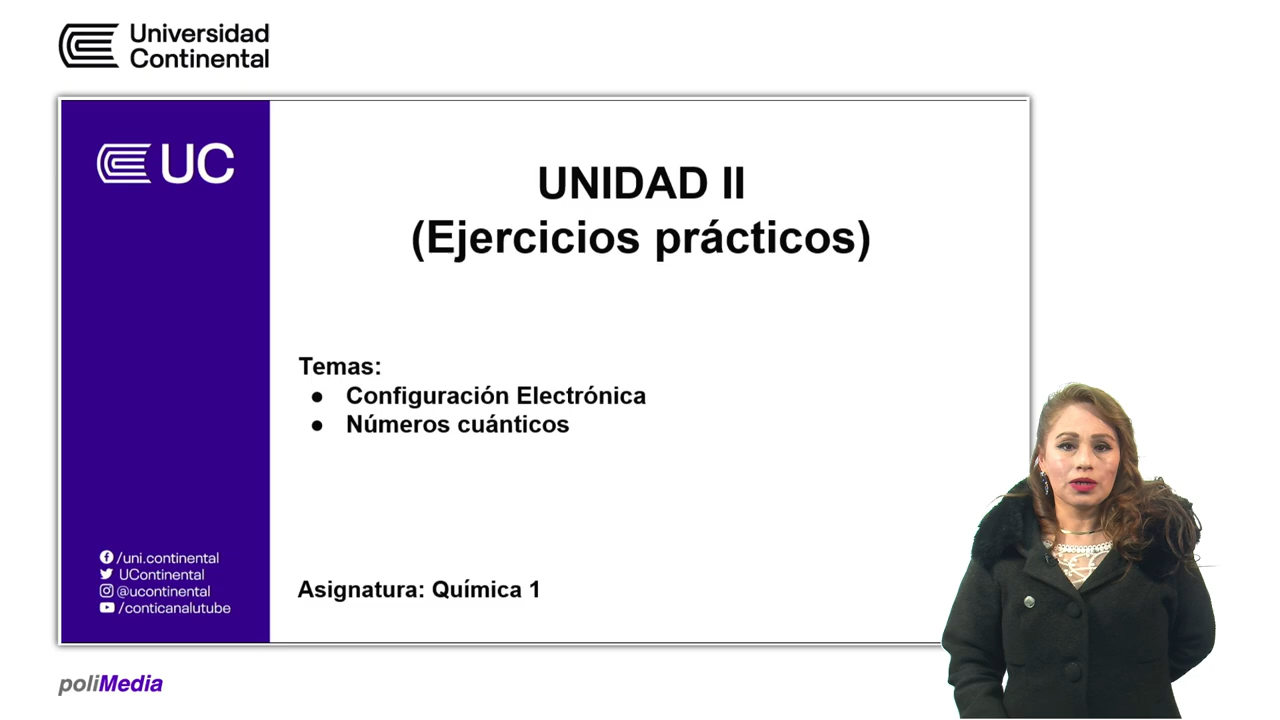 Universidad
Continental
UC
UNIDAD II
(Ejercicios prácticos)
Temas:
● Configuración Electrónica
● Números cuánticos
/uni.continental
UContinental
@ucontinental
/conticanalutube
Asignatura: Química 1
poliMedia